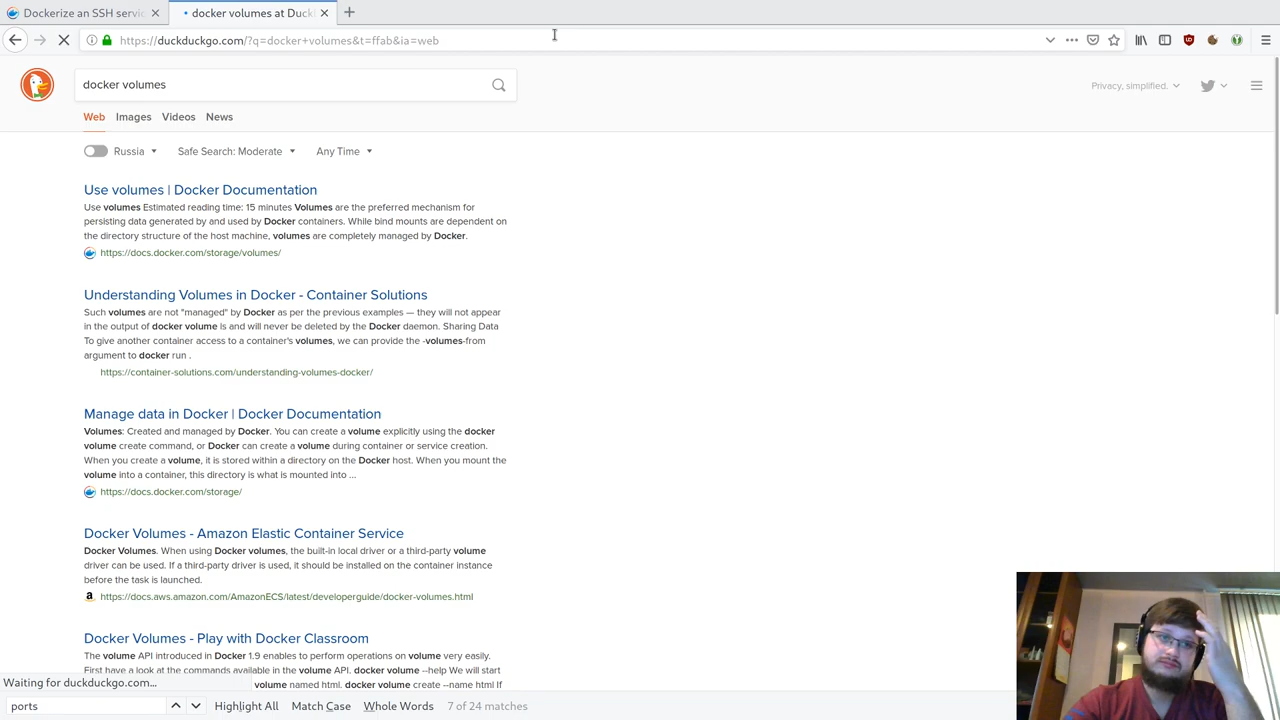 Dockerize an SSH servic
docker volumes at Duck
https://duckduckgo.com/?q=docker+volumes&t=ffab&ia=web
docker volumes
Privacy, simplified.
Web Images Videos News
Russia Safe Search: Moderate Any Time
Use volumes | Docker Documentation
Use volumes Estimated reading time: 15 minutes Volumes are the preferred mechanism for
persisting data generated by and used by Docker containers. While bind mounts are dependent on
the directory structure of the host machine, volumes are completely managed by Docker.
https://docs.docker.com/storage/volumes/
Understanding Volumes in Docker - Container Solutions
Such volumes are not "managed" by Docker as per the previous examples — they will not appear
in the output of docker volume ls and will never be deleted by the Docker daemon. Sharing Data
To give another container access to a container's volumes, we can provide the -volumes-from
argument to docker run .
https://container-solutions.com/understanding-volumes-docker/
Manage data in Docker | Docker Documentation
Volumes: Created and managed by Docker. You can create a volume explicitly using the docker
volume create command, or Docker can create a volume during container or service creation.
When you create a volume, it is stored within a directory on the Docker host. When you mount the
volume into a container, this directory is what is mounted into ...
https://docs.docker.com/storage/
Docker Volumes - Amazon Elastic Container Service
Docker Volumes. When using Docker volumes, the built-in local driver or a third-party volume
driver can be used. If a third-party driver is used, it should be installed on the container instance
before the task is launched.
https://docs.aws.amazon.com/AmazonECS/latest/developerguide/docker-volumes.html
Docker Volumes - Play with Docker Classroom
The volume API introduced in Docker 1.9 enables to perform operations on volume very easily.
First have a look at the commands available in the volume API. docker volume --help We will start
volume named html. docker volume create --name html If
Waiting for duckduckgo.com...
ports
Highlight All Match Case Whole Words 7 of 24 matches